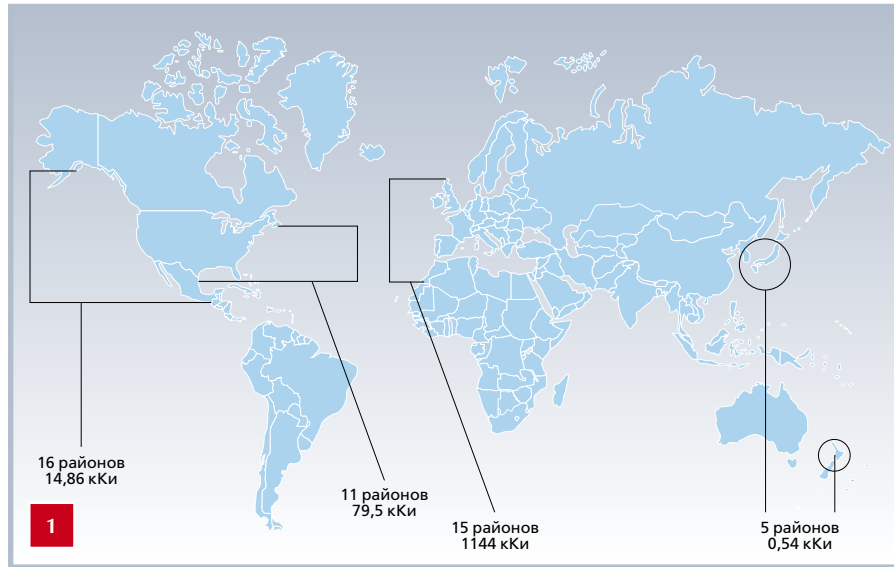 16 районов
14,86 кКи
11 районов
79,5 кКи
15 районов
1144 кКи
5 районов
0,54 кКи
1